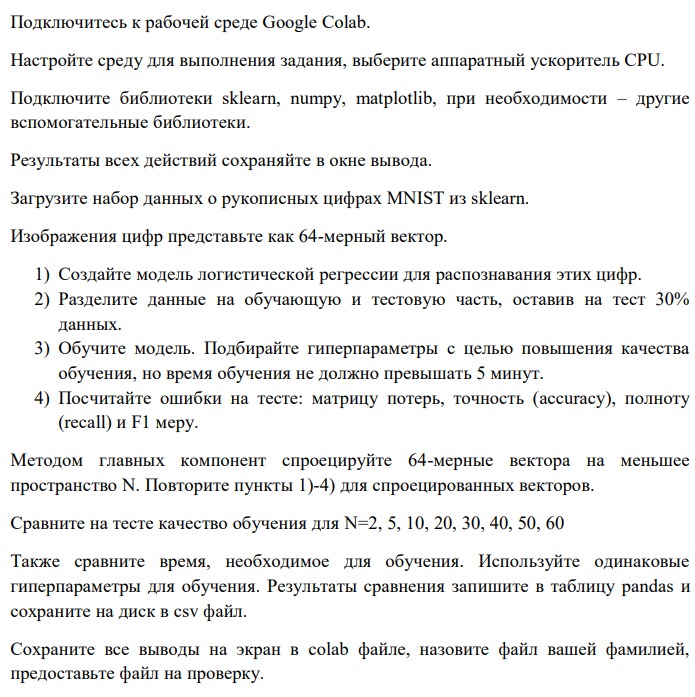 Подключитесь к рабочей среде Google Colab.
Настройте среду для выполнения задания, выберите аппаратный ускоритель CPU.
Подключите библиотеки sklearn, numpy, matplotlib, при необходимости – другие
вспомогательные библиотеки.
Результаты всех действий сохраняйте в окне вывода.
Загрузите набор данных о рукописных цифрах MNIST из sklearn.
Изображения цифр представьте как 64-мерный вектор.
1) Создайте модель логистической регрессии для распознавания этих цифр.
2) Разделите данные на обучающую и тестовую часть, оставив на тест 30%
данных.
3) Обучите модель. Подбирайте гиперпараметры с целью повышения качества
обучения, но время обучения не должно превышать 5 минут.
4) Посчитайте ошибки на тесте: матрицу потерь, точность (accuracy), полноту
(recall) и F1 меру.
Методом главных компонент спроецируйте 64-мерные вектора на меньшее
пространство N. Повторите пункты 1)-4) для спроецированных векторов.
Сравните на тесте качество обучения для N=2, 5, 10, 20, 30, 40, 50, 60
Также сравните время, необходимое для обучения. Используйте одинаковые
гиперпараметры для обучения. Результаты сравнения запишите в таблицу pandas и
сохраните на диск в csv файл.
Сохраните все выводы на экран в colab файле, назовите файл вашей фамилией,
предоставьте файл на проверку.